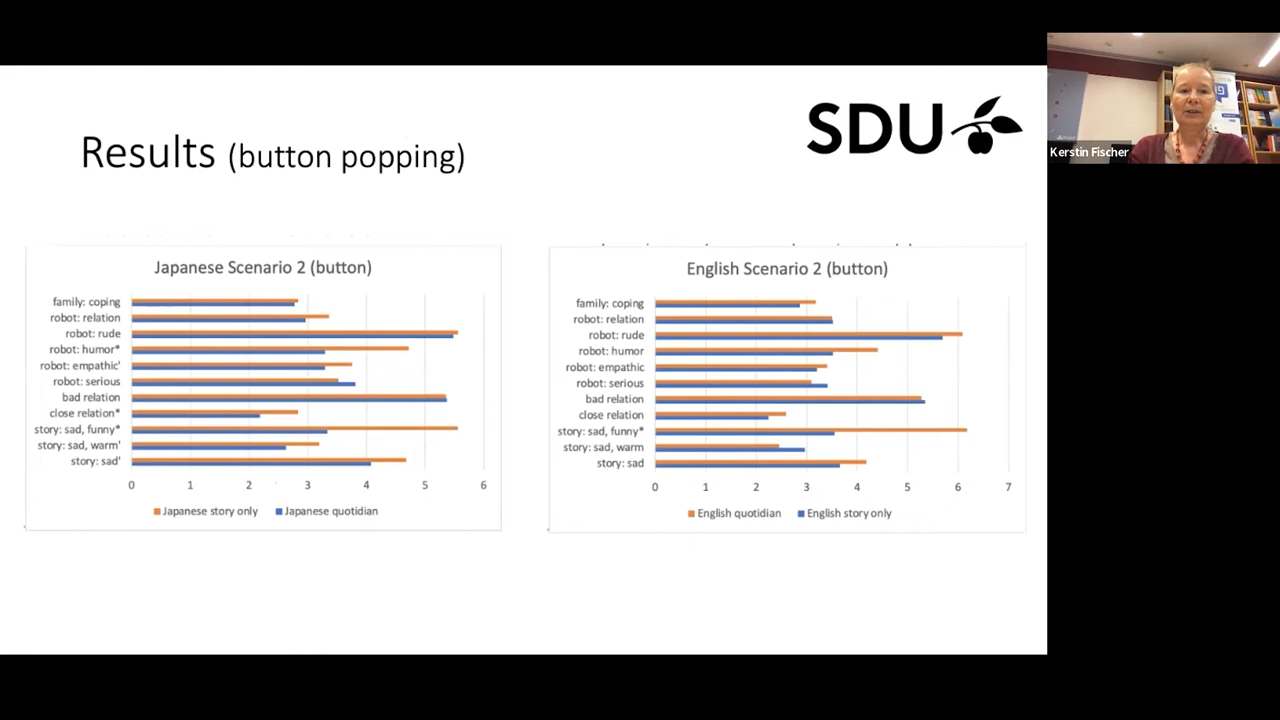 Results (button popping)
SDU
Kerstin Fischer
Japanese Scenario 2 (button)
family: coping
robot: relation
robot: rude
robot: humor*
robot: empathic'
robot: serious
bad relation
close relation*
story: sad, funny*
story: sad, warm'
story: sad'
0 1 2 3 4 5 6
Japanese story only Japanese quotidian
English Scenario 2 (button)
family: coping
robot: relation
robot: rude
robot: humor
robot: empathic
robot: serious
bad relation
close relation
story: sad, funny*
story: sad, warm
story: sad
0 1 2 3 4 5 6 7
English quotidian English story only